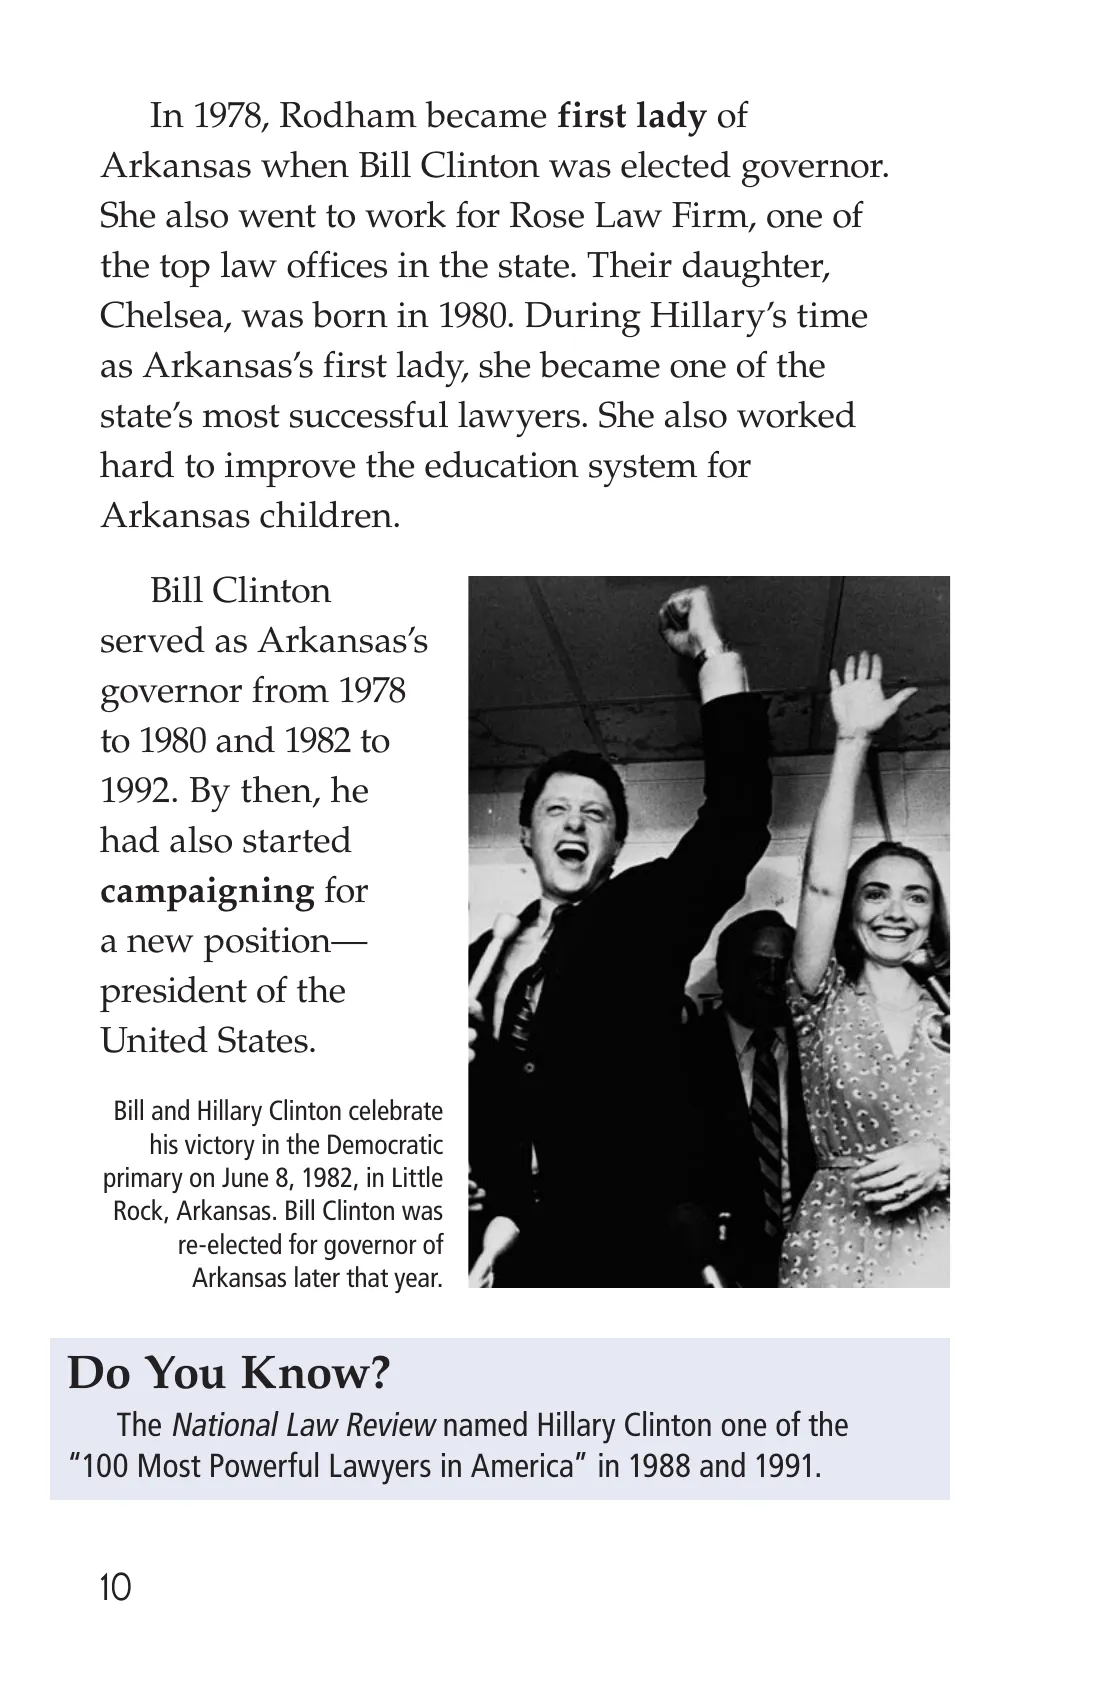 In 1978, Rodham became first lady of
Arkansas when Bill Clinton was elected governor.
She also went to work for Rose Law Firm, one of
the top law offices in the state. Their daughter,
Chelsea, was born in 1980. During Hillary’s time
as Arkansas’s first lady, she became one of the
state’s most successful lawyers. She also worked
hard to improve the education system for
Arkansas children.
Bill Clinton
served as Arkansas’s
governor from 1978
to 1980 and 1982 to
1992. By then, he
had also started
campaigning for
a new position—
president of the
United States.
Bill and Hillary Clinton celebrate
his victory in the Democratic
primary on June 8, 1982, in Little
Rock, Arkansas. Bill Clinton was
re-elected for governor of
Arkansas later that year.
Do You Know?
The National Law Review named Hillary Clinton one of the
“100 Most Powerful Lawyers in America” in 1988 and 1991.
10